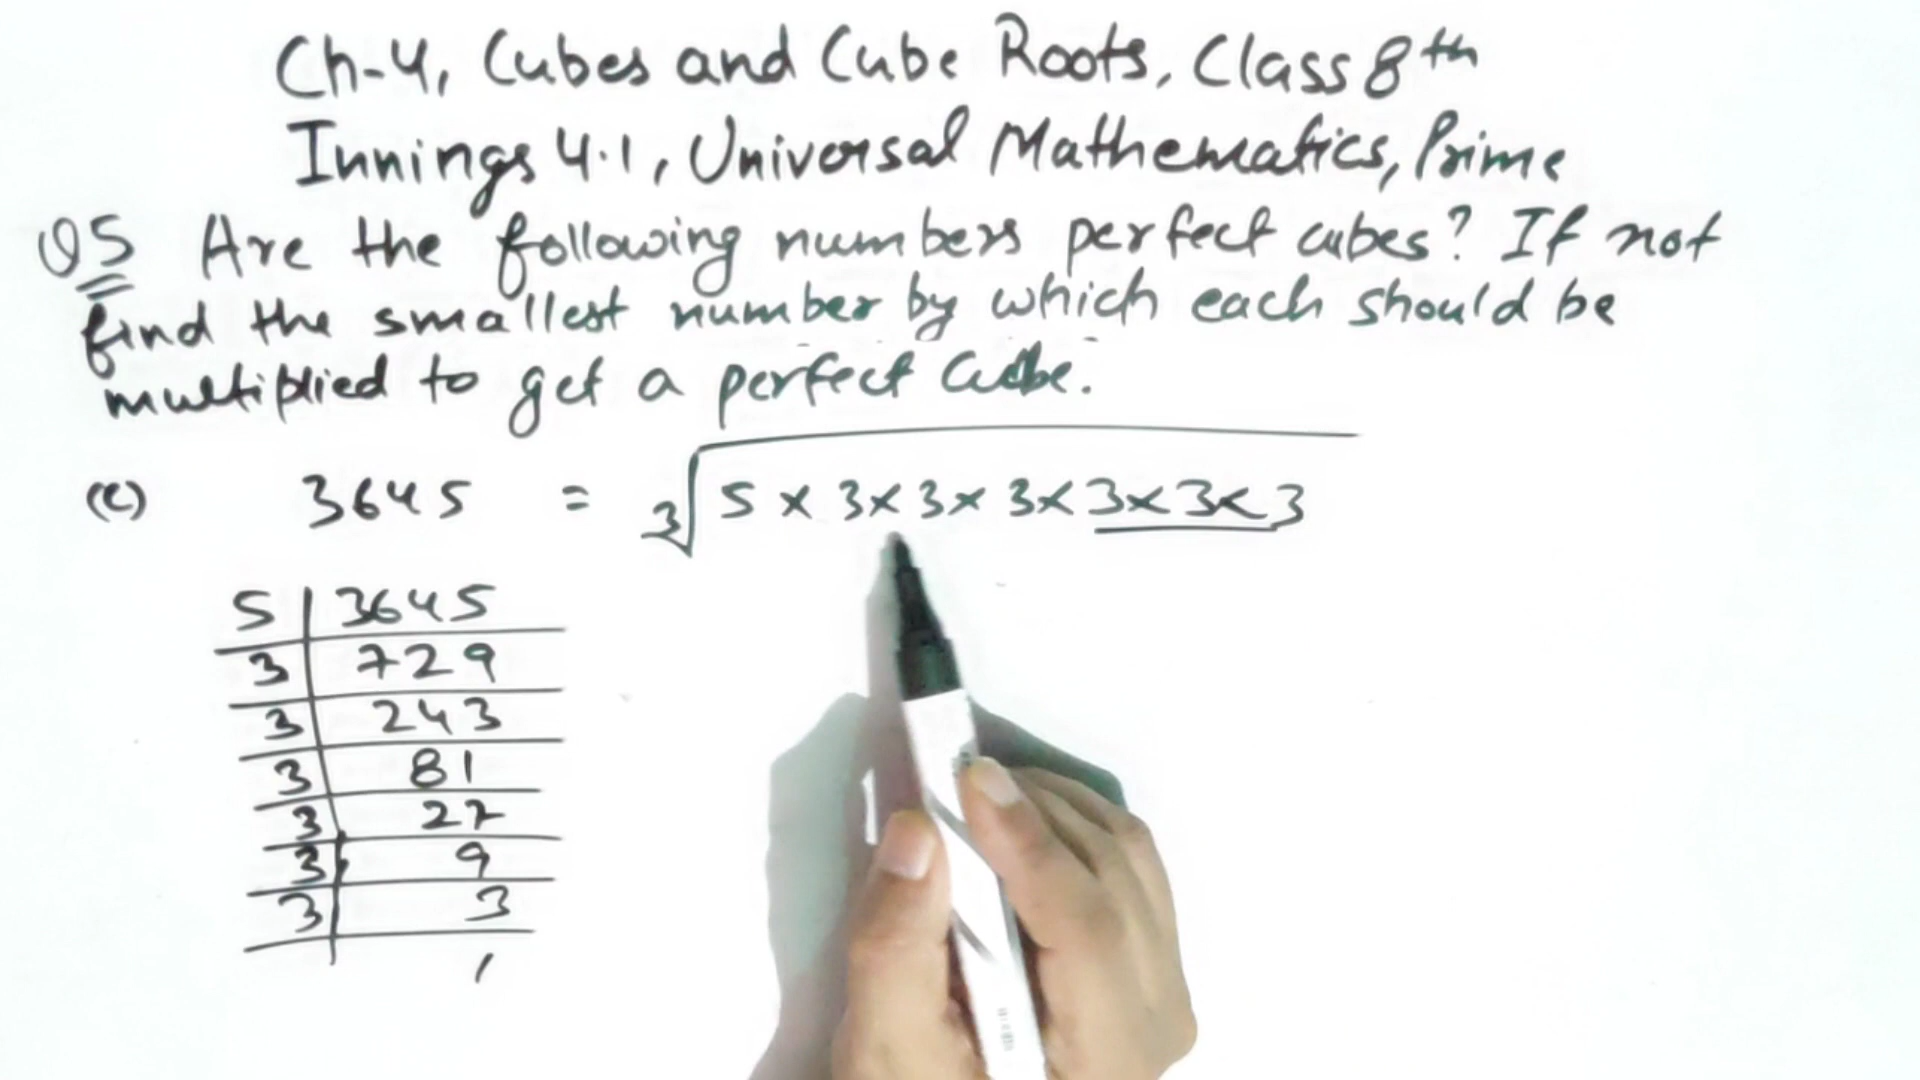 Ch-4, Cubes and Cube Roots, Class 8th
Innings 4.1, Universal Mathematics, Prime
Q5 Are the following numbers perfect cubes? If not
find the smallest number by which each should be
multiplied to get a perfect Cube.
(c) 3645 = ∛5 × 3 × 3 × 3 × 3 × 3 × 3
5 | 3645
3 | 729
3 | 243
3 | 81
3 | 27
3 | 9
3 | 3
1